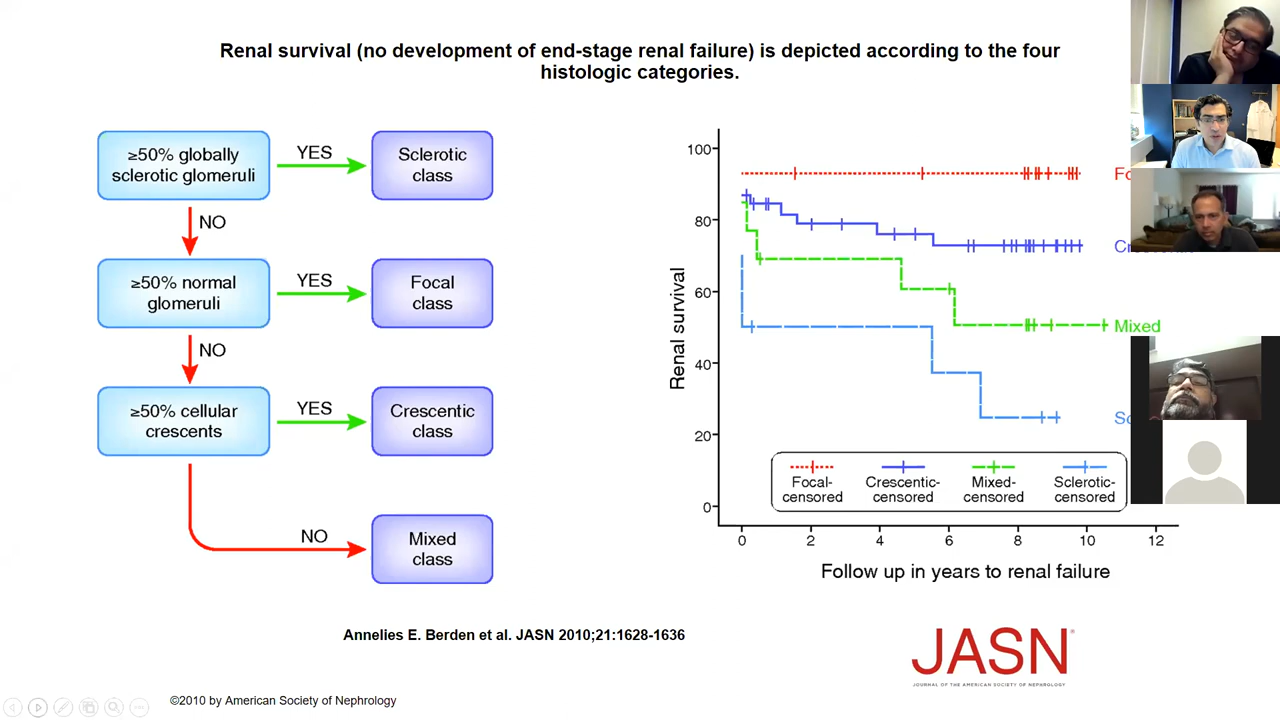 Renal survival (no development of end-stage renal failure) is depicted according to the four
histologic categories.
≥50% globally
sclerotic glomeruli
YES
Sclerotic
class
NO
≥50% normal
glomeruli
YES
Focal
class
NO
≥50% cellular
crescents
YES
Crescentic
class
NO
Mixed
class
Renal survival
100
80
60
40
20
0
Mixed
Focal-
censored
Crescentic-
censored
Mixed-
censored
Sclerotic-
censored
0 2 4 6 8 10 12
Follow up in years to renal failure
Annelies E. Berden et al. JASN 2010;21:1628-1636
JASN
JOURNAL OF THE AMERICAN SOCIETY OF NEPHROLOGY
©2010 by American Society of Nephrology